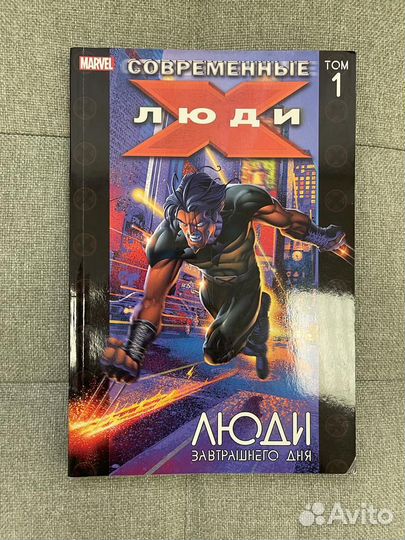 MARVEL
СОВРЕМЕННЫЕ
ТОМ
1
ЛЮДИ
X
ЛЮДИ
ЗАВТРАШНЕГО ДНЯ
Avito